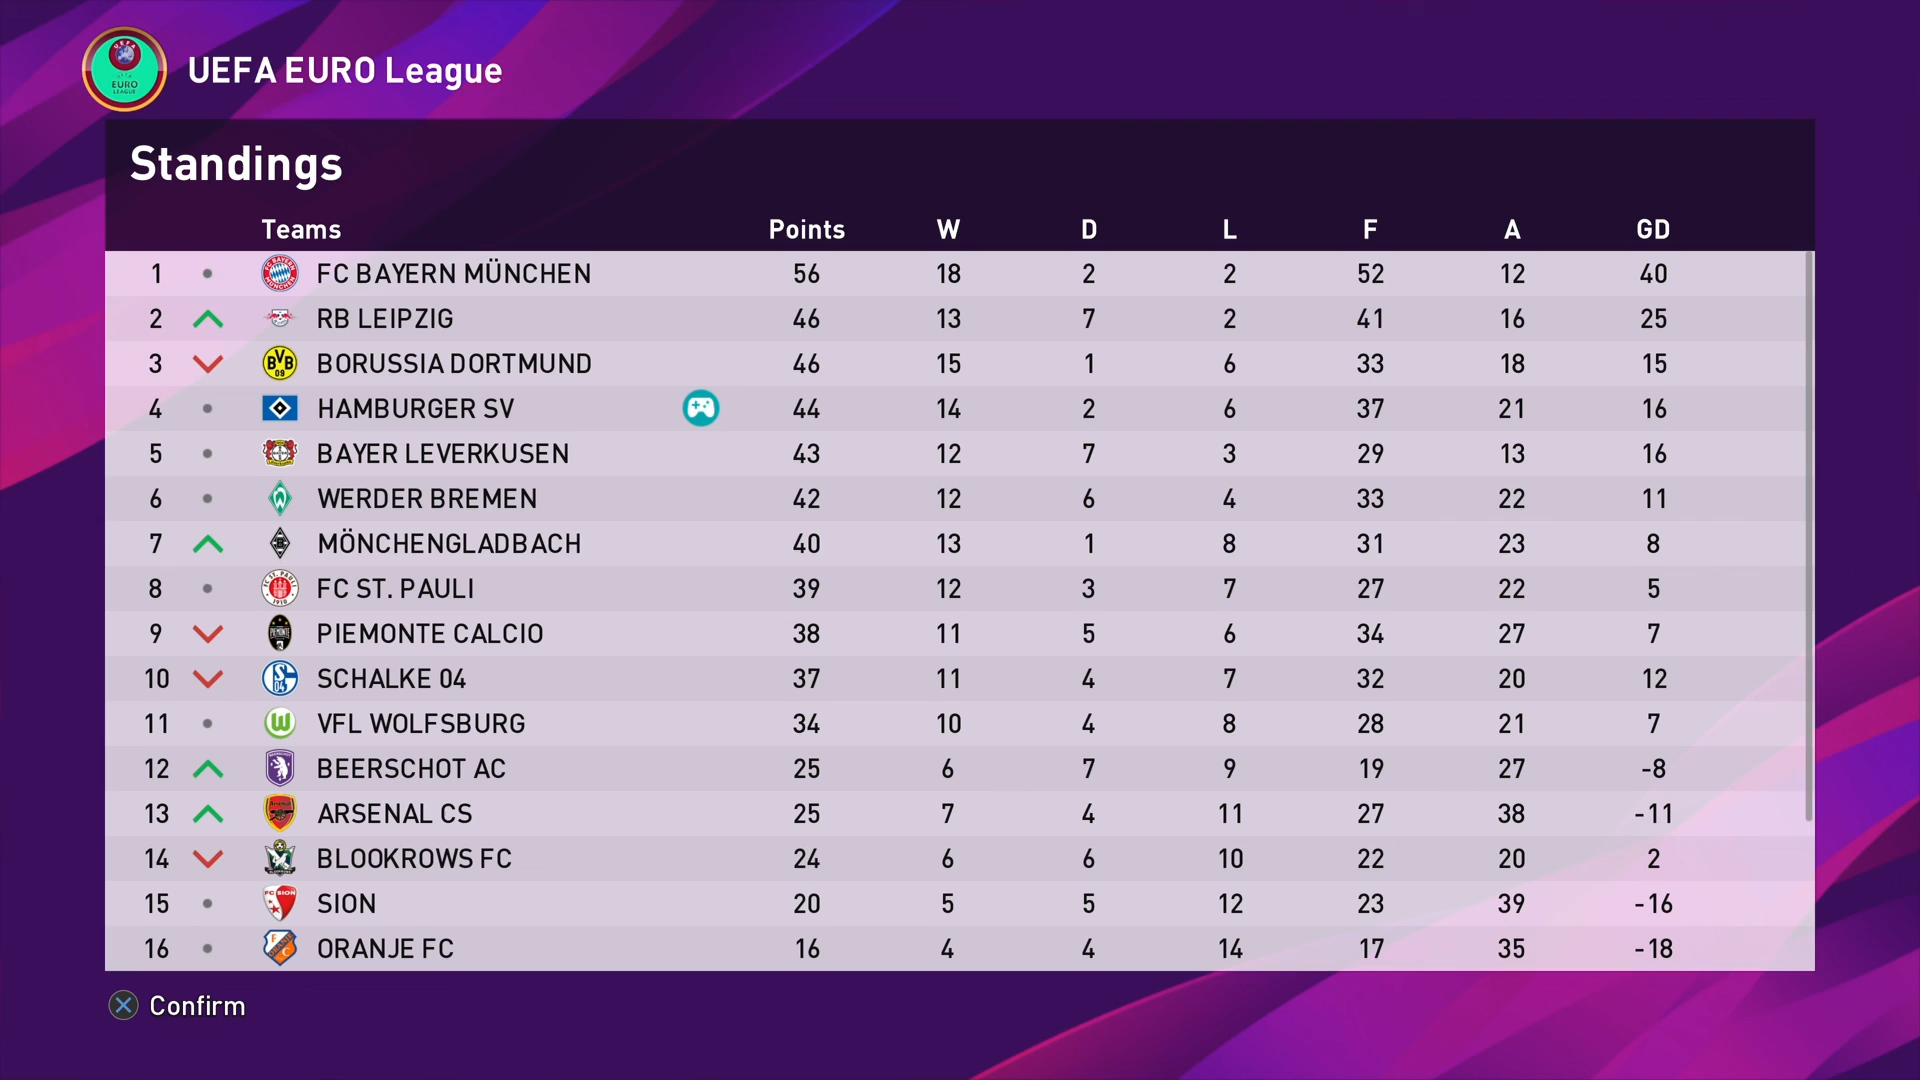 UEFA
EURO
LEAGUE
UEFA EURO League
Standings
Teams Points W D L F A GD
1 FC BAYERN MÜNCHEN 56 18 2 2 52 12 40
2 RB LEIPZIG 46 13 7 2 41 16 25
3 BVB 09 BORUSSIA DORTMUND 46 15 1 6 33 18 15
4 HAMBURGER SV 44 14 2 6 37 21 16
5 BAYER LEVERKUSEN 43 12 7 3 29 13 16
6 WERDER BREMEN 42 12 6 4 33 22 11
7 MÖNCHENGLADBACH 40 13 1 8 31 23 8
8 FC ST. PAULI 39 12 3 7 27 22 5
9 PIEMONTE CALCIO 38 11 5 6 34 27 7
10 SCHALKE 04 37 11 4 7 32 20 12
11 VFL WOLFSBURG 34 10 4 8 28 21 7
12 BEERSCHOT AC 25 6 7 9 19 27 -8
13 Arsenal ARSENAL CS 25 7 4 11 27 38 -11
14 BLOOKROWS FC 24 6 6 10 22 20 2
15 FC SION SION 20 5 5 12 23 39 -16
16 ORANJE FC 16 4 4 14 17 35 -18
Confirm